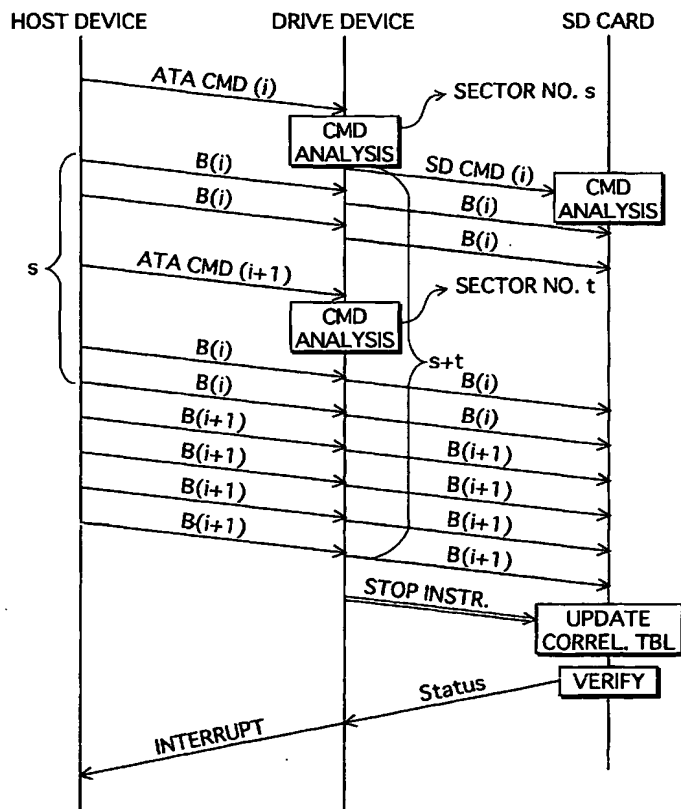 HOST DEVICE DRIVE DEVICE SD CARD
ATA CMD (i)
SECTOR NO. s
CMD
ANALYSIS
B(i)
SD CMD (i)
CMD
ANALYSIS
B(i)
B(i)
B(i)
s
ATA CMD (i+1)
SECTOR NO. t
CMD
ANALYSIS
s+t
B(i)
B(i)
B(i)
B(i)
B(i+1)
B(i+1)
B(i+1)
B(i+1)
B(i+1)
B(i+1)
B(i+1)
B(i+1)
STOP INSTR.
UPDATE
CORREL. TBL
VERIFY
Status
INTERRUPT